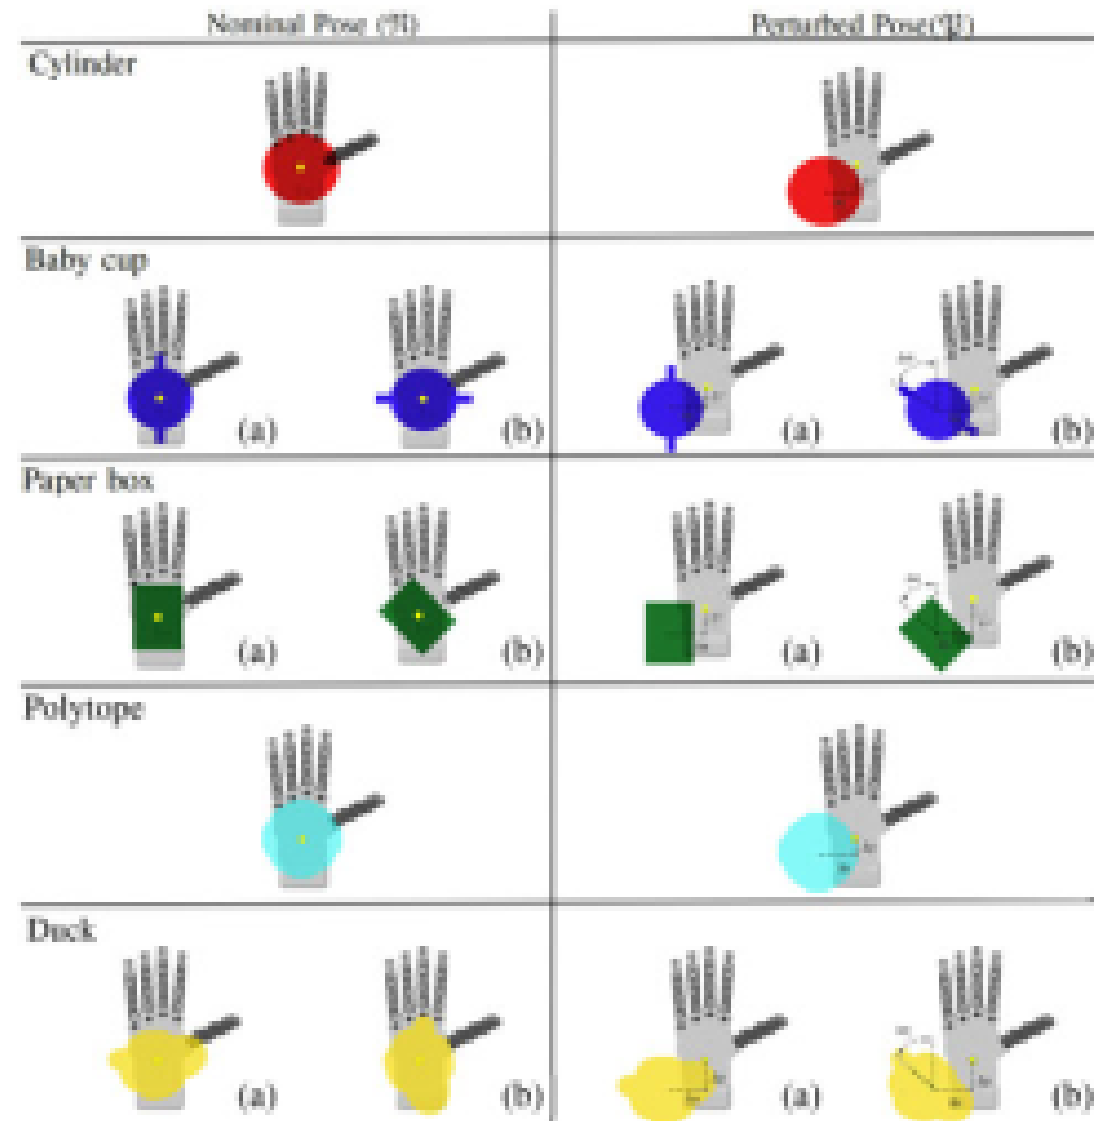 Nominal Pose (𝔑)
Perturbed Pose(𝔓)
Cylinder
Baby cup
(a)
(b)
(a)
(b)
Paper box
(a)
(b)
(a)
(b)
Polytope
Duck
(a)
(b)
(a)
(b)